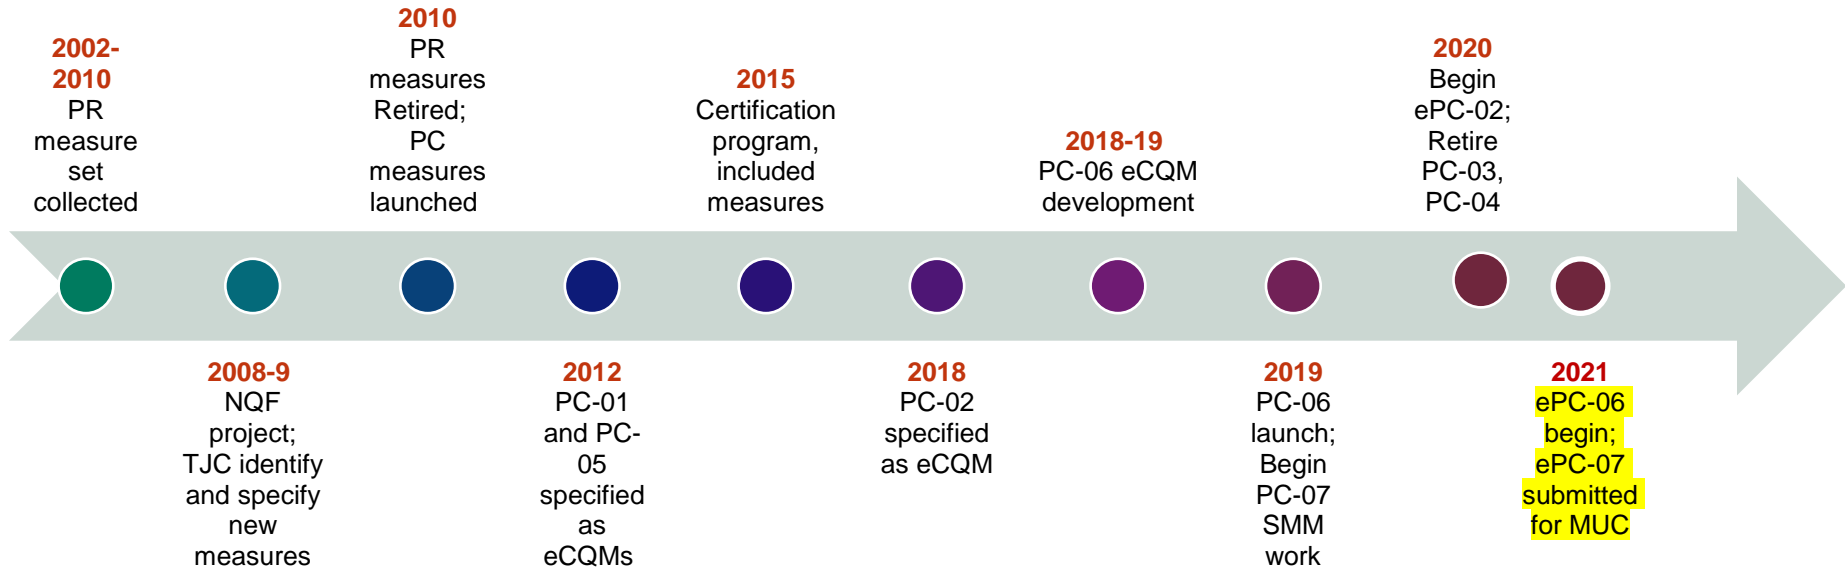 2002-
2010
PR
measure
set
collected
2008-9
NQF
project;
TJC identify
and specify
new
measures
2010
PR
measures
Retired;
PC
measures
launched
2012
PC-01
and PC-
05
specified
as
eCQMs
2015
Certification
program,
included
measures
2018
PC-02
specified
as eCQM
2018-19
PC-06 eCQM
development
2019
PC-06
launch;
Begin
PC-07
SMM
work
2020
Begin
ePC-02;
Retire
PC-03,
PC-04
2021
ePC-06
begin;
ePC-07
submitted
for MUC